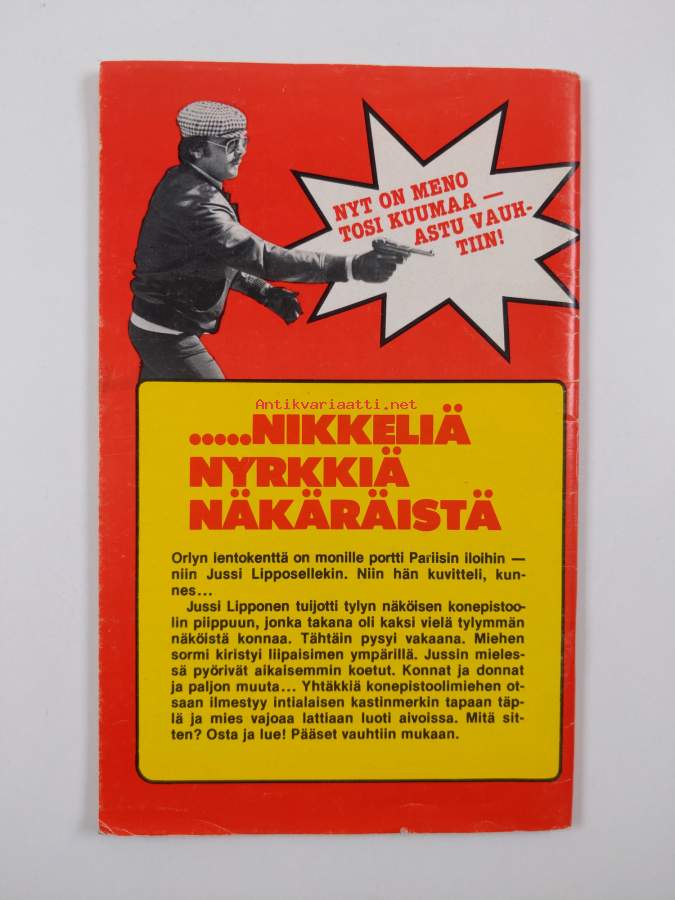 NYT ON MENO
TOSI KUUMAA —
ASTU VAUH-
TIIN!
Antikvariaatti.net
.....NIKKELIÄ
NYRKKIÄ
NÄKÄRÄISTÄ
Orlyn lentokenttä on monille portti Pariisin iloihin —
niin Jussi Lipposellekin. Niin hän kuvitteli, kun-
nes...
Jussi Lipponen tuijotti tylyn näköisen konepistoo-
lin piippuun, jonka takana oli kaksi vielä tylymmän
näköistä konnaa. Tähtäin pysyi vakaana. Miehen
sormi kiristyi liipaisimen ympärillä. Jussin mieles-
sä pyörivät aikaisemmin koetut. Konnat ja donnat
ja paljon muuta... Yhtäkkiä konepistoolimiehen ot-
saan ilmestyy intialaisen kastinmerkin tapaan täp-
lä ja mies vajoaa lattiaan luoti aivoissa. Mitä sit-
ten? Osta ja lue! Pääset vauhtiin mukaan.